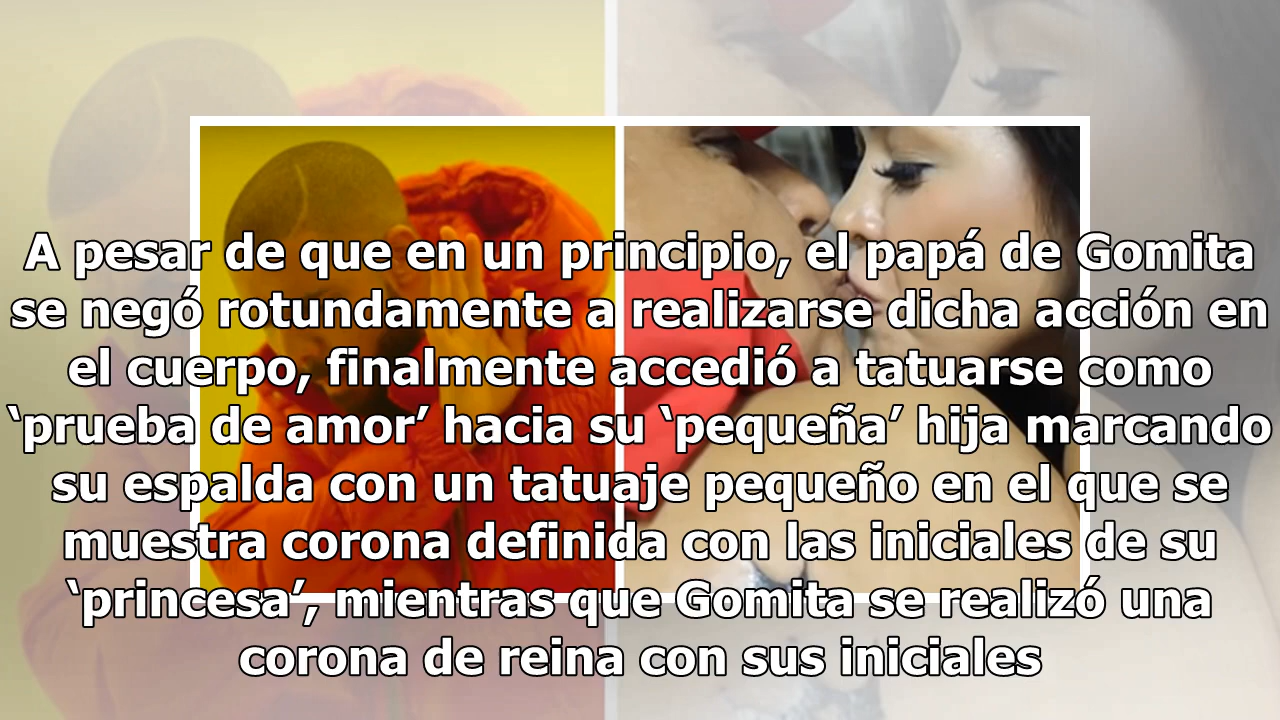 A pesar de que en un principio, el papá de Gomita
se negó rotundamente a realizarse dicha acción en
el cuerpo, finalmente accedió a tatuarse como
‘prueba de amor’ hacia su ‘pequeña’ hija marcando
su espalda con un tatuaje pequeño en el que se
muestra corona definida con las iniciales de su
‘princesa’, mientras que Gomita se realizó una
corona de reina con sus iniciales